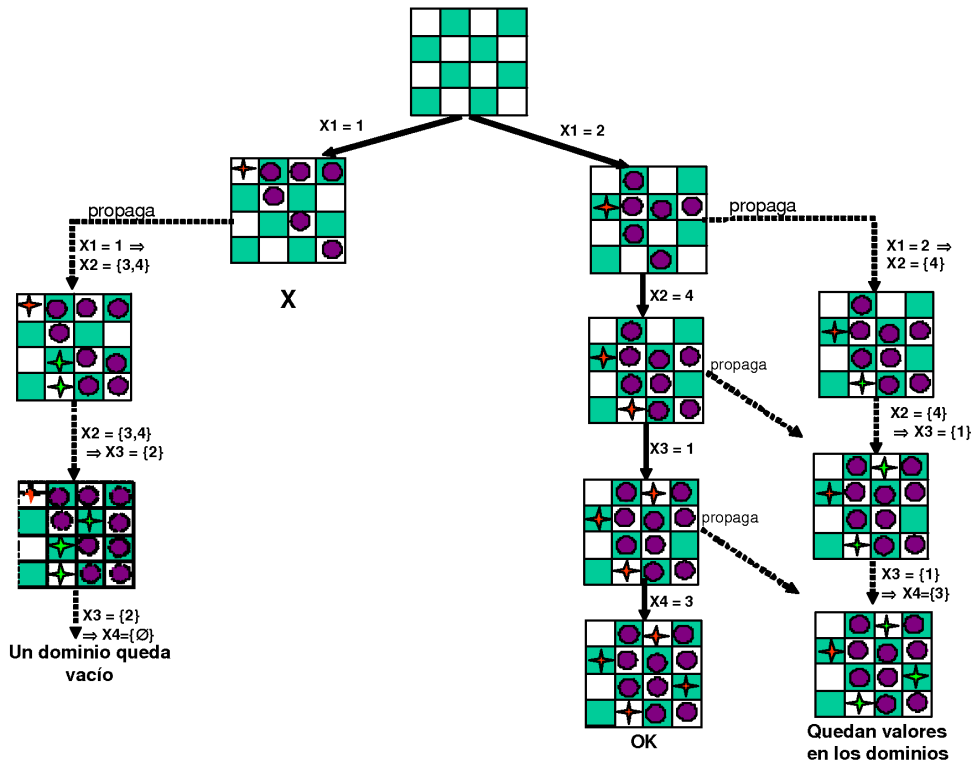 X1 = 1
X1 = 2
propaga
propaga
X1 = 1 ⇒
X2 = {3,4}
X1 = 2 ⇒
X2 = {4}
X
X2 = 4
propaga
X2 = {4}
⇒ X3 = {1}
X2 = {3,4}
⇒ X3 = {2}
X3 = 1
propaga
X3 = {1}
⇒ X4={3}
X4 = 3
X3 = {2}
⇒ X4={∅}
Un dominio queda
vacío
OK
Quedan valores
en los dominios